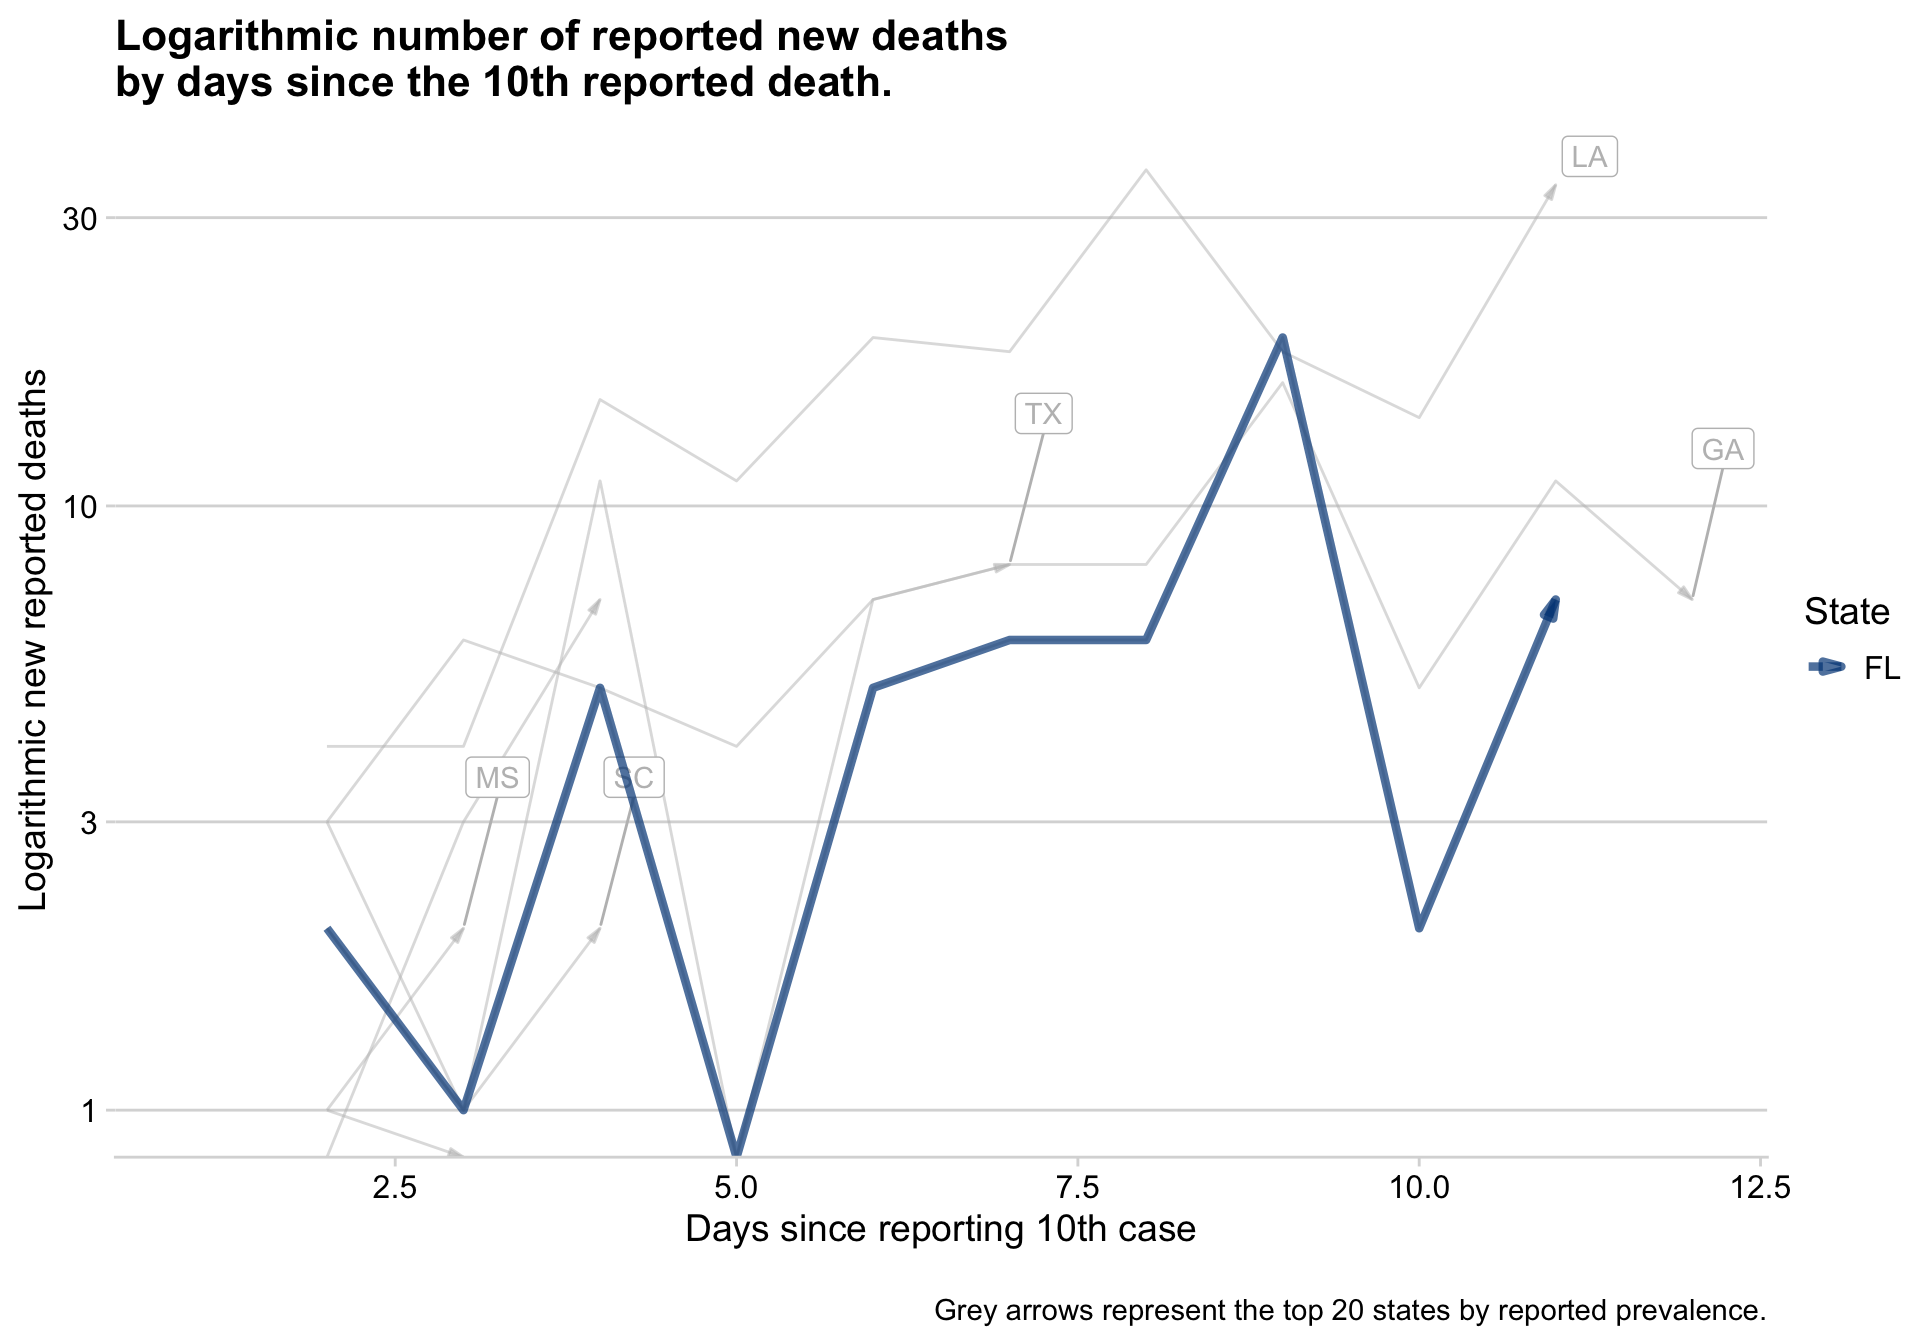 Logarithmic number of reported new deaths
by days since the 10th reported death.
LA
30
TX
GA
10
Logarithmic new reported deaths
State
FL
MS
SC
3
1
2.5
5.0
7.5
10.0
12.5
Days since reporting 10th case
Grey arrows represent the top 20 states by reported prevalence.